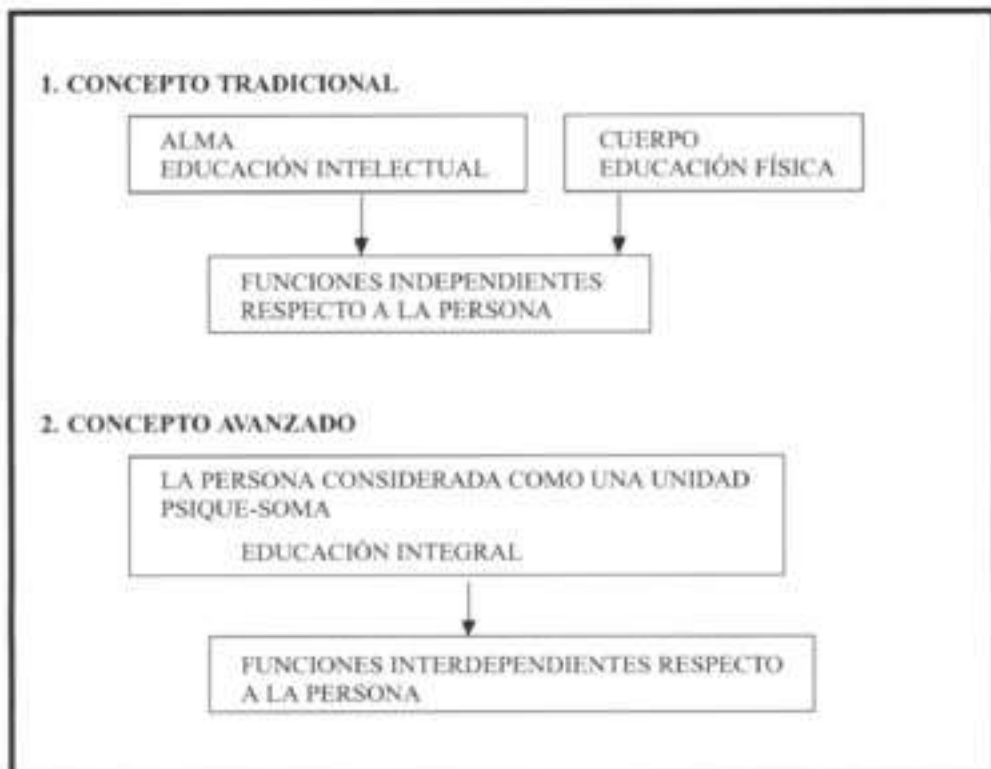 1. CONCEPTO TRADICIONAL
ALMA
EDUCACIÓN INTELECTUAL
CUERPO
EDUCACIÓN FÍSICA
FUNCIONES INDEPENDIENTES
RESPECTO A LA PERSONA
2. CONCEPTO AVANZADO
LA PERSONA CONSIDERADA COMO UNA UNIDAD
PSIQUE-SOMA
EDUCACIÓN INTEGRAL
FUNCIONES INTERDEPENDIENTES RESPECTO
A LA PERSONA